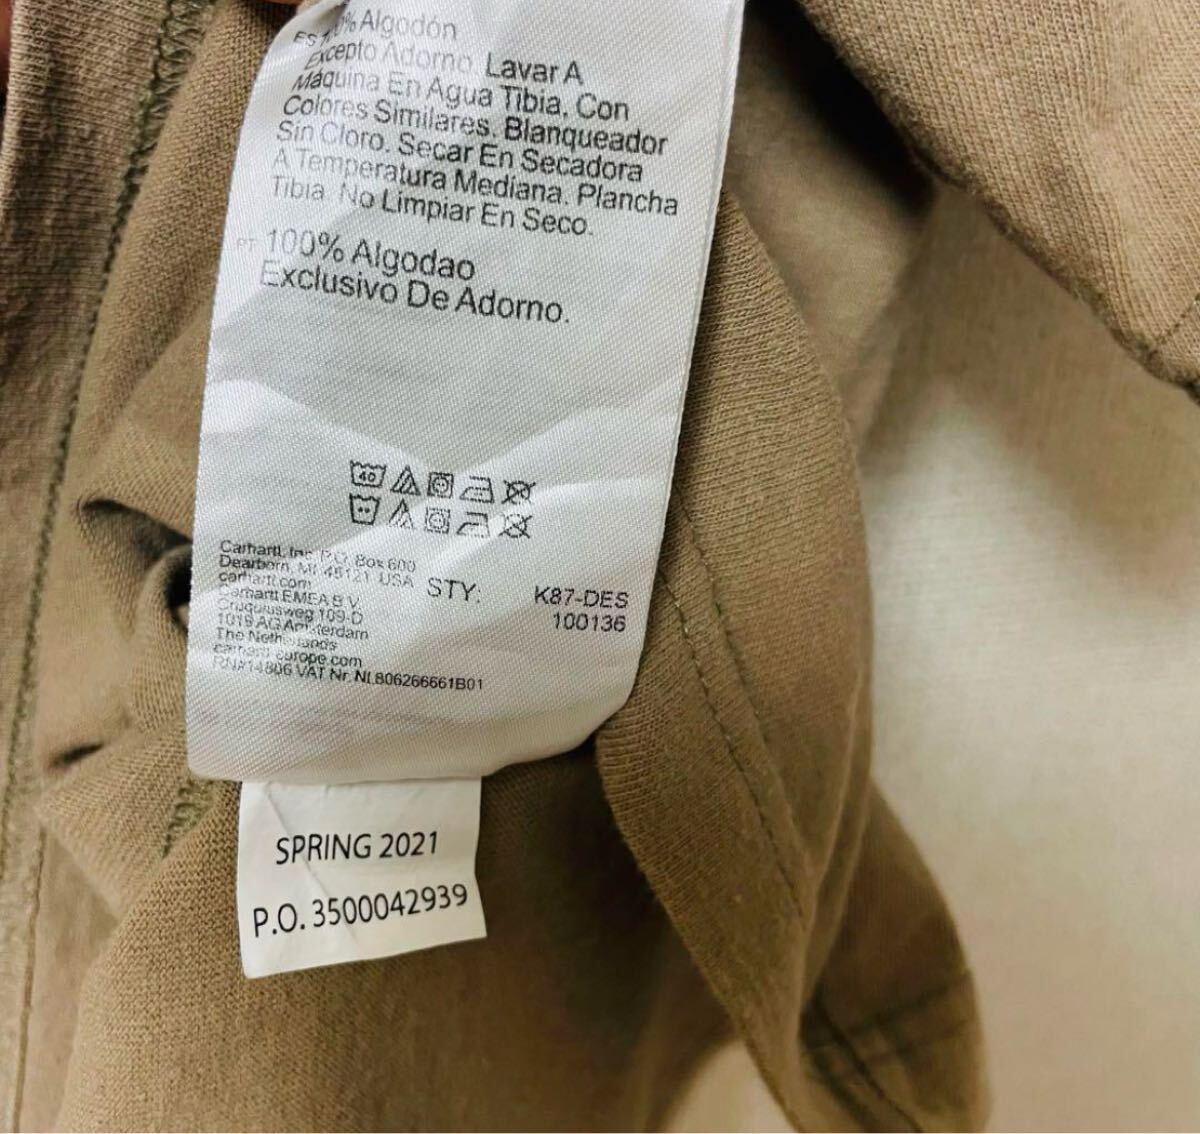 ES 100% Algodón
Excepto Adorno. Lavar A
Máquina En Agua Tibia, Con
Colores Similares. Blanqueador
Sin Cloro. Secar En Secadora
A Temperatura Mediana. Plancha
Tibia. No Limpiar En Seco.
PT 100% Algodao
Exclusivo De Adorno.
40
Carhartt, Inc. P.O. Box 600
Dearborn, MI 48121 USA
carhartt.com
Carhartt EMEA B.V.
Cruquiusweg 109-D
1019 AG Amsterdam
The Netherlands
carhartt-europe.com
RN#14806 VAT Nr. NL806266661B01
STY: K87-DES
100136
SPRING 2021
P.O. 3500042939